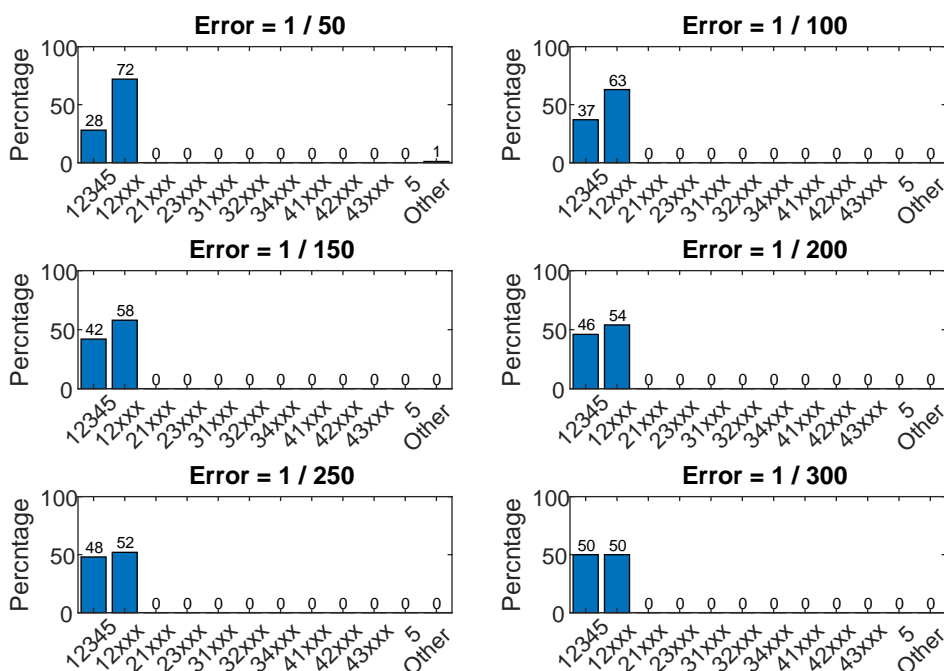 Error = 1 / 50
Percntage
100
50
0
28
72
0 0 0 0 0 0 0 0 0 1
12345 12xxx 21xxx 23xxx 31xxx 32xxx 34xxx 41xxx 42xxx 43xxx 5 Other
Error = 1 / 100
Percntage
100
50
0
37
63
0 0 0 0 0 0 0 0 0 0
12345 12xxx 21xxx 23xxx 31xxx 32xxx 34xxx 41xxx 42xxx 43xxx 5 Other
Error = 1 / 150
Percntage
100
50
0
42
58
0 0 0 0 0 0 0 0 0 0
12345 12xxx 21xxx 23xxx 31xxx 32xxx 34xxx 41xxx 42xxx 43xxx 5 Other
Error = 1 / 200
Percntage
100
50
0
46
54
0 0 0 0 0 0 0 0 0 0
12345 12xxx 21xxx 23xxx 31xxx 32xxx 34xxx 41xxx 42xxx 43xxx 5 Other
Error = 1 / 250
Percntage
100
50
0
48
52
0 0 0 0 0 0 0 0 0 0
12345 12xxx 21xxx 23xxx 31xxx 32xxx 34xxx 41xxx 42xxx 43xxx 5 Other
Error = 1 / 300
Percntage
100
50
0
50
50
0 0 0 0 0 0 0 0 0 0
12345 12xxx 21xxx 23xxx 31xxx 32xxx 34xxx 41xxx 42xxx 43xxx 5 Other